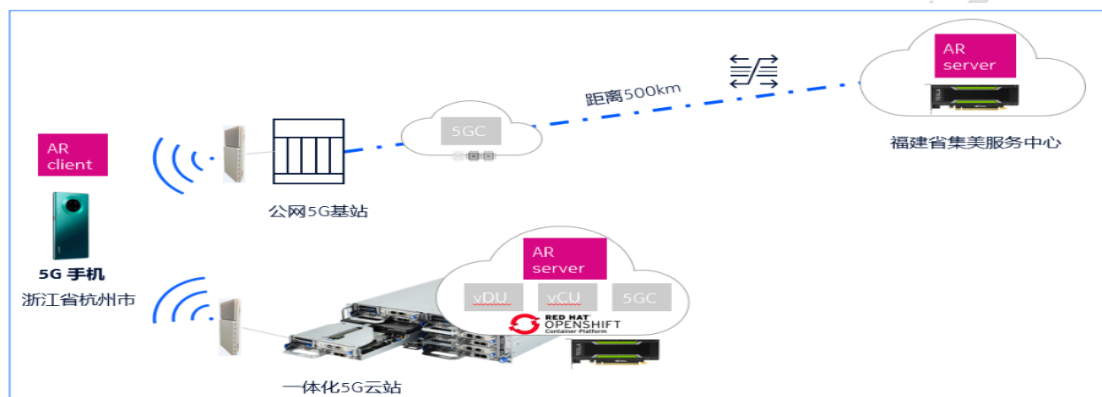 AR
server
距离500km
5GC
福建省集美服务中心
AR
client
公网5G基站
5G 手机
浙江省杭州市
AR
server
vDU
vCU
5GC
RED HAT
OPENSHIFT
Container Platform
一体化5G云站